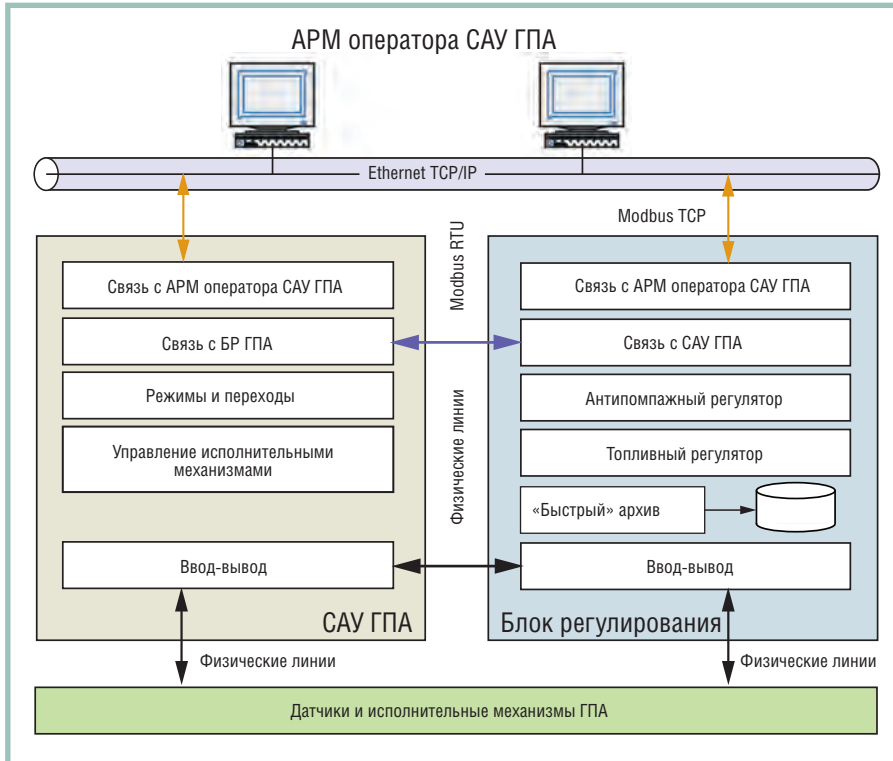 АРМ оператора САУ ГПА
Ethernet TCP/IP
Modbus TCP
Modbus RTU
Связь с АРМ оператора САУ ГПА
Связь с БР ГПА
Режимы и переходы
Управление исполнительными
механизмами
Ввод-вывод
САУ ГПА
Физические линии
Связь с АРМ оператора САУ ГПА
Связь с САУ ГПА
Антипомпажный регулятор
Топливный регулятор
«Быстрый» архив
Ввод-вывод
Блок регулирования
Физические линии
Физические линии
Датчики и исполнительные механизмы ГПА